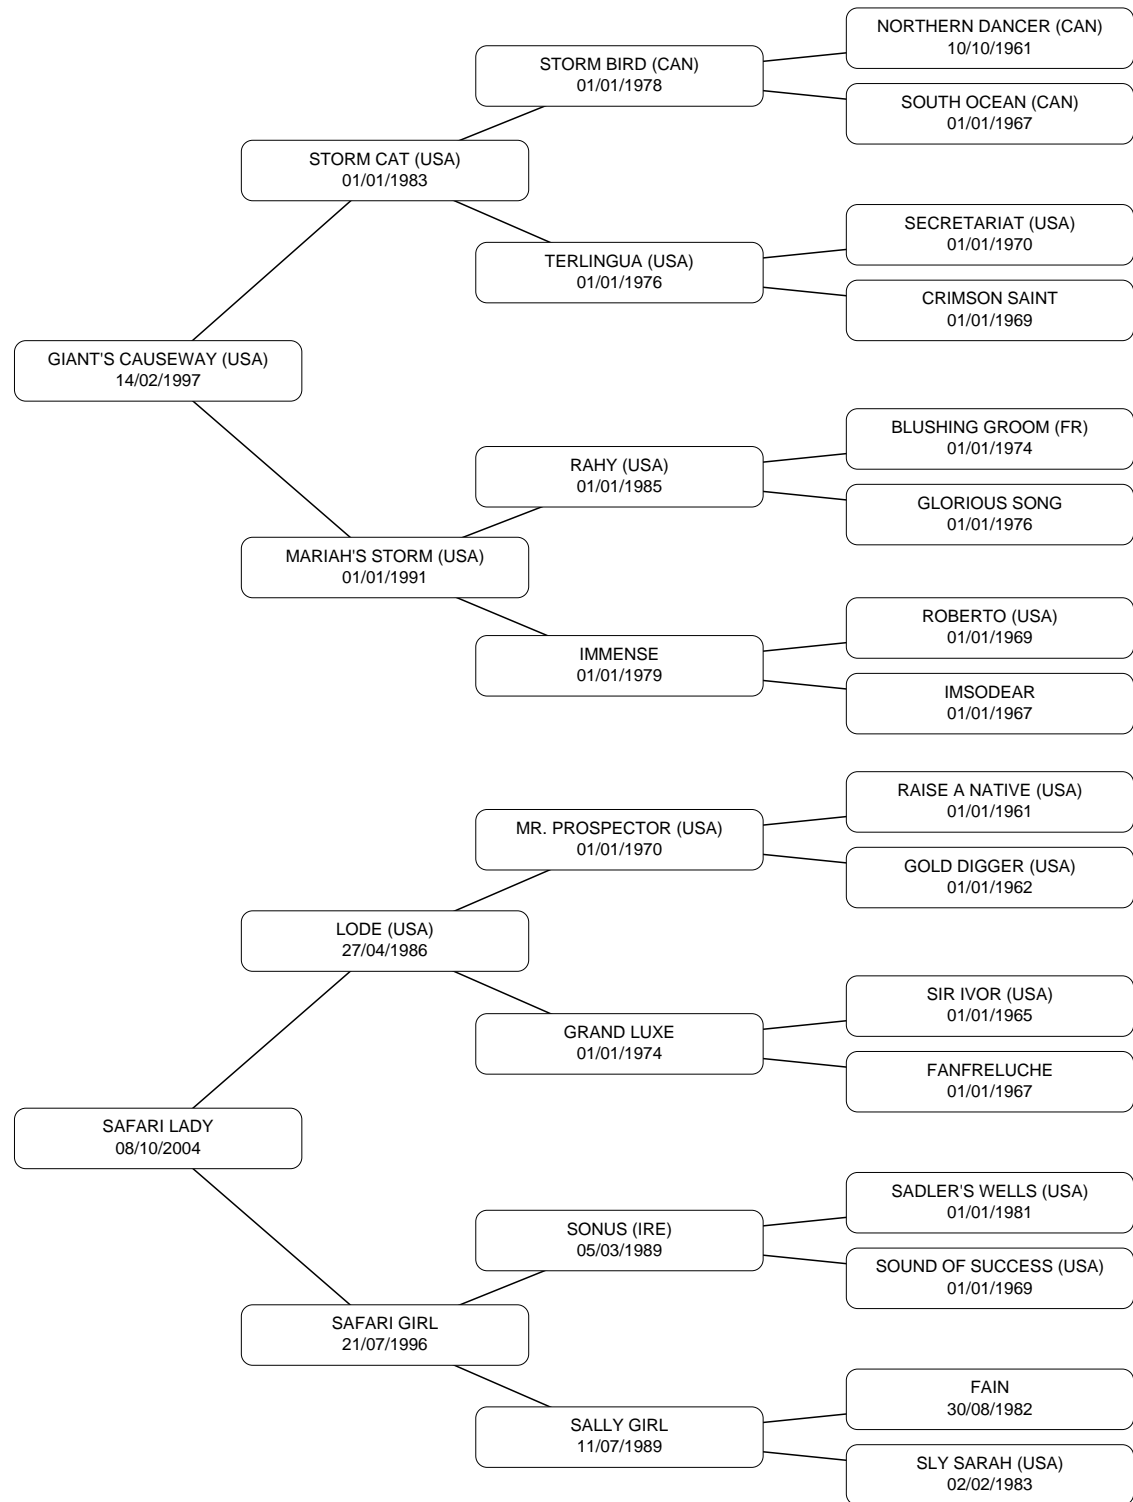 NORTHERN DANCER (CAN)
10/10/1961
STORM BIRD (CAN)
01/01/1978
SOUTH OCEAN (CAN)
01/01/1967
STORM CAT (USA)
01/01/1983
SECRETARIAT (USA)
01/01/1970
TERLINGUA (USA)
01/01/1976
CRIMSON SAINT
01/01/1969
GIANT'S CAUSEWAY (USA)
14/02/1997
BLUSHING GROOM (FR)
01/01/1974
RAHY (USA)
01/01/1985
GLORIOUS SONG
01/01/1976
MARIAH'S STORM (USA)
01/01/1991
ROBERTO (USA)
01/01/1969
IMMENSE
01/01/1979
IMSODEAR
01/01/1967
RAISE A NATIVE (USA)
01/01/1961
MR. PROSPECTOR (USA)
01/01/1970
GOLD DIGGER (USA)
01/01/1962
LODE (USA)
27/04/1986
SIR IVOR (USA)
01/01/1965
GRAND LUXE
01/01/1974
FANFRELUCHE
01/01/1967
SAFARI LADY
08/10/2004
SADLER'S WELLS (USA)
01/01/1981
SONUS (IRE)
05/03/1989
SOUND OF SUCCESS (USA)
01/01/1969
SAFARI GIRL
21/07/1996
FAIN
30/08/1982
SALLY GIRL
11/07/1989
SLY SARAH (USA)
02/02/1983